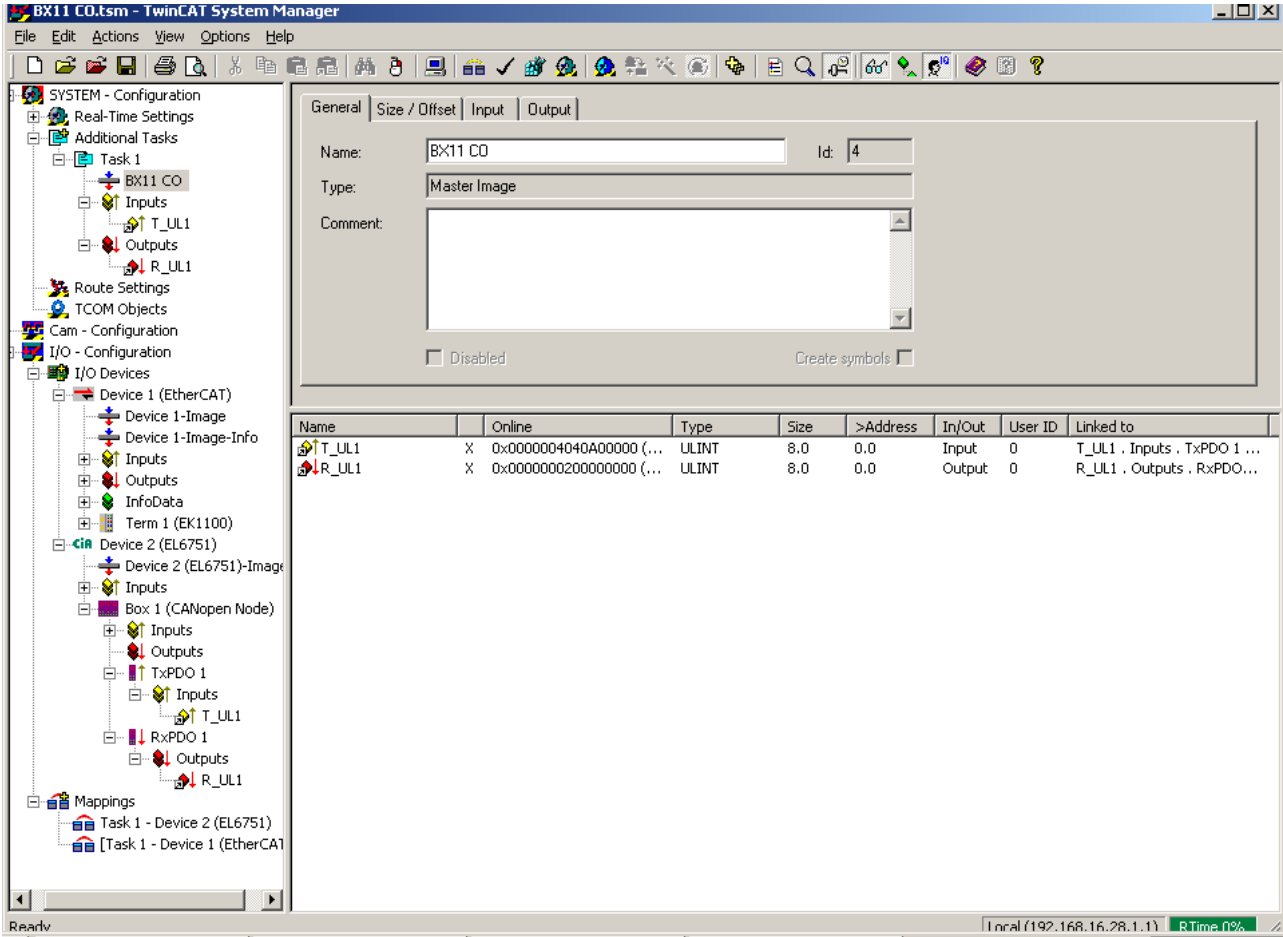 BX11 CO.tsm - TwinCAT System Manager
File Edit Actions View Options Help
SYSTEM - Configuration
Real-Time Settings
Additional Tasks
Task 1
BX11 CO
Inputs
T_UL1
Outputs
R_UL1
Route Settings
TCOM Objects
Cam - Configuration
I/O - Configuration
I/O Devices
Device 1 (EtherCAT)
Device 1-Image
Device 1-Image-Info
Inputs
Outputs
InfoData
Term 1 (EK1100)
CiA Device 2 (EL6751)
Device 2 (EL6751)-Image
Inputs
Box 1 (CANopen Node)
Inputs
Outputs
TxPDO 1
Inputs
T_UL1
RxPDO 1
Outputs
R_UL1
Mappings
Task 1 - Device 2 (EL6751)
[Task 1 - Device 1 (EtherCAT
General Size / Offset Input Output
Name: BX11 CO Id: 4
Type: Master Image
Comment:
Disabled Create symbols
Name Online Type Size >Address In/Out User ID Linked to
T_UL1 X 0x0000004040A00000 (... ULINT 8.0 0.0 Input 0 T_UL1 . Inputs . TxPDO 1 ...
R_UL1 X 0x0000000200000000 (... ULINT 8.0 0.0 Output 0 R_UL1 . Outputs . RxPDO...
Ready Local (192.168.16.28.1.1) RTime 0%